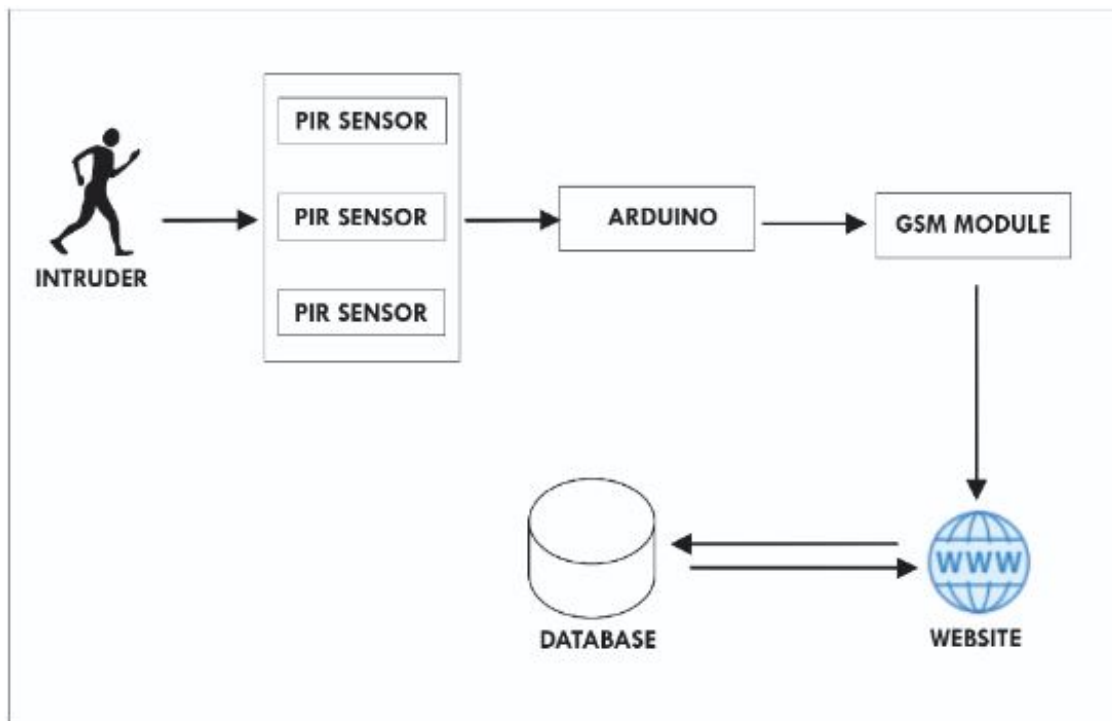 PIR SENSOR
INTRUDER
PIR SENSOR
ARDUINO
GSM MODULE
PIR SENSOR
WWW
DATABASE
WEBSITE